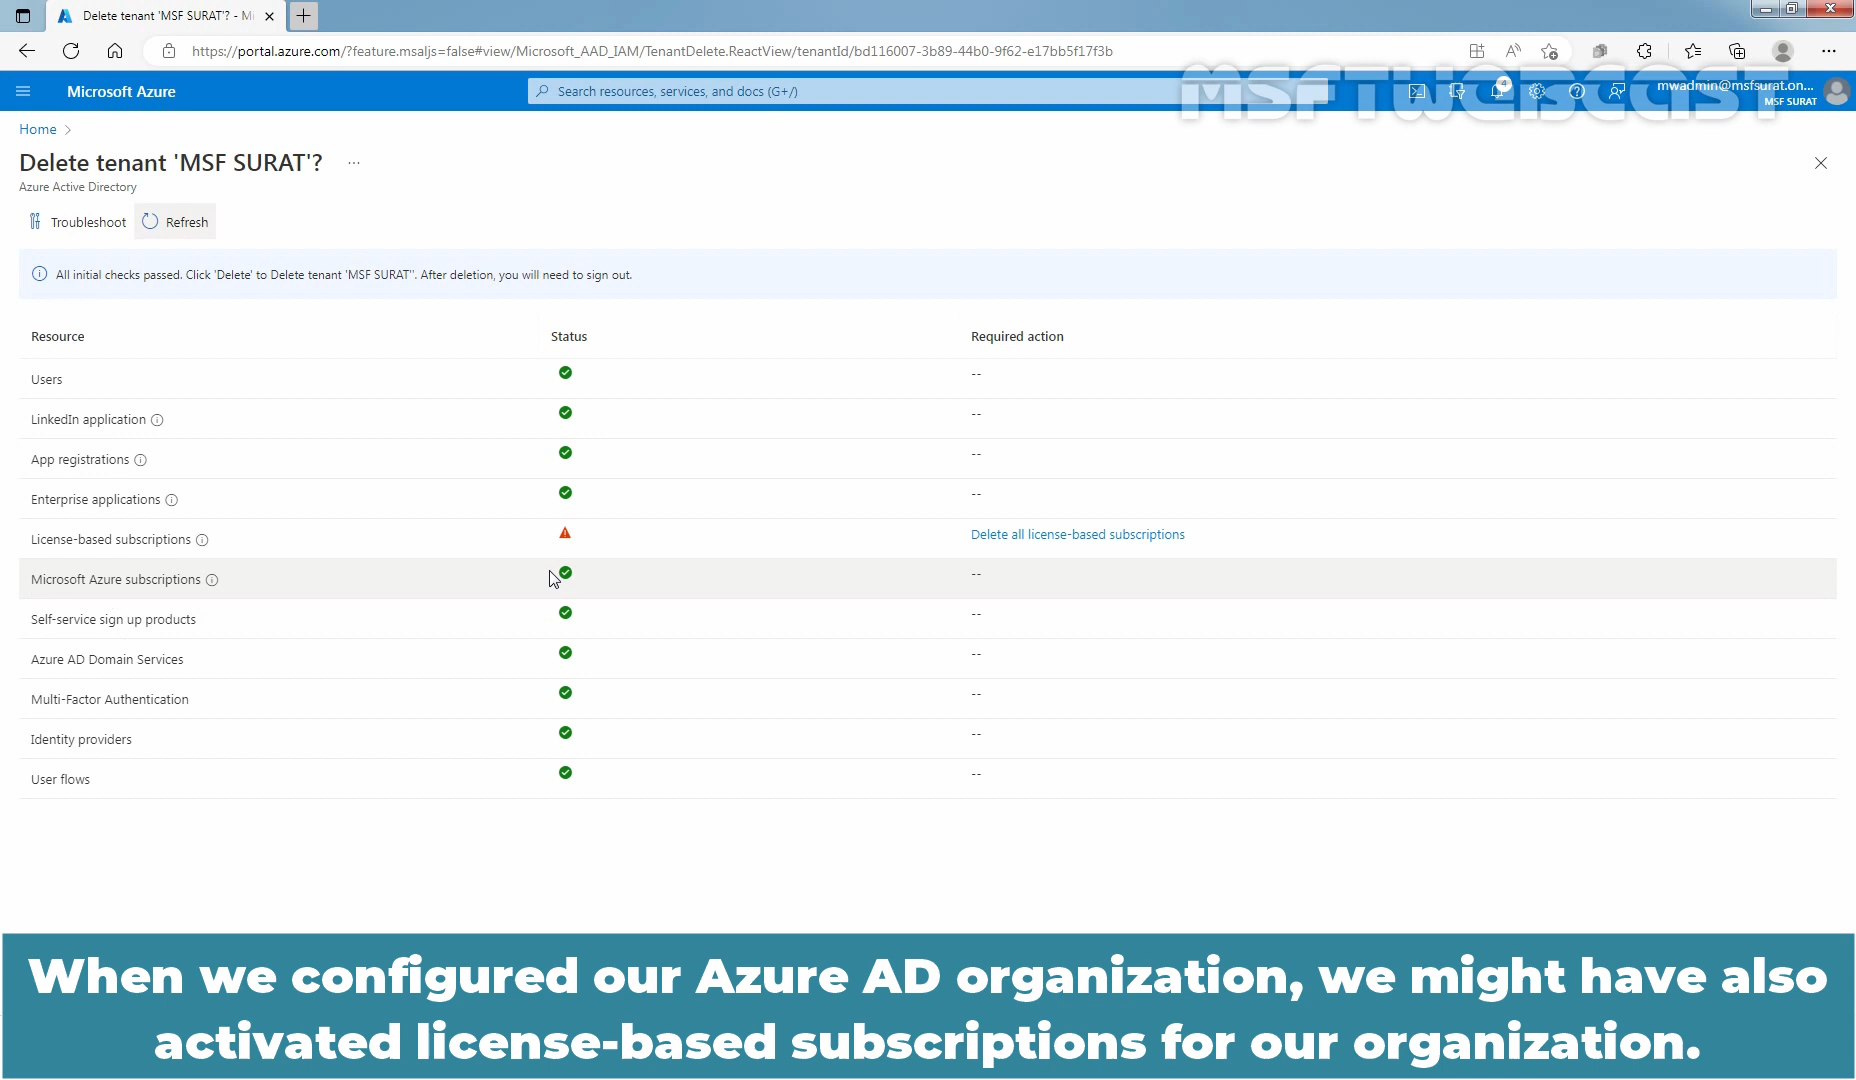 Delete tenant 'MSF SURAT'? - Mi
https://portal.azure.com/?feature.msaljs=false#view/Microsoft_AAD_IAM/TenantDelete.ReactView/tenantId/bd116007-3b89-44b0-9f62-e17bb5f17f3b
MSFTWEBCAST
Microsoft Azure
Search resources, services, and docs (G+/)
4
mwadmin@msfsurat.on...
MSF SURAT
Home
Delete tenant 'MSF SURAT'? ...
Azure Active Directory
Troubleshoot Refresh
All initial checks passed. Click 'Delete' to Delete tenant 'MSF SURAT''. After deletion, you will need to sign out.
Resource Status Required action
Users --
LinkedIn application --
App registrations --
Enterprise applications --
License-based subscriptions Delete all license-based subscriptions
Microsoft Azure subscriptions --
Self-service sign up products --
Azure AD Domain Services --
Multi-Factor Authentication --
Identity providers --
User flows --
When we configured our Azure AD organization, we might have also
activated license-based subscriptions for our organization.